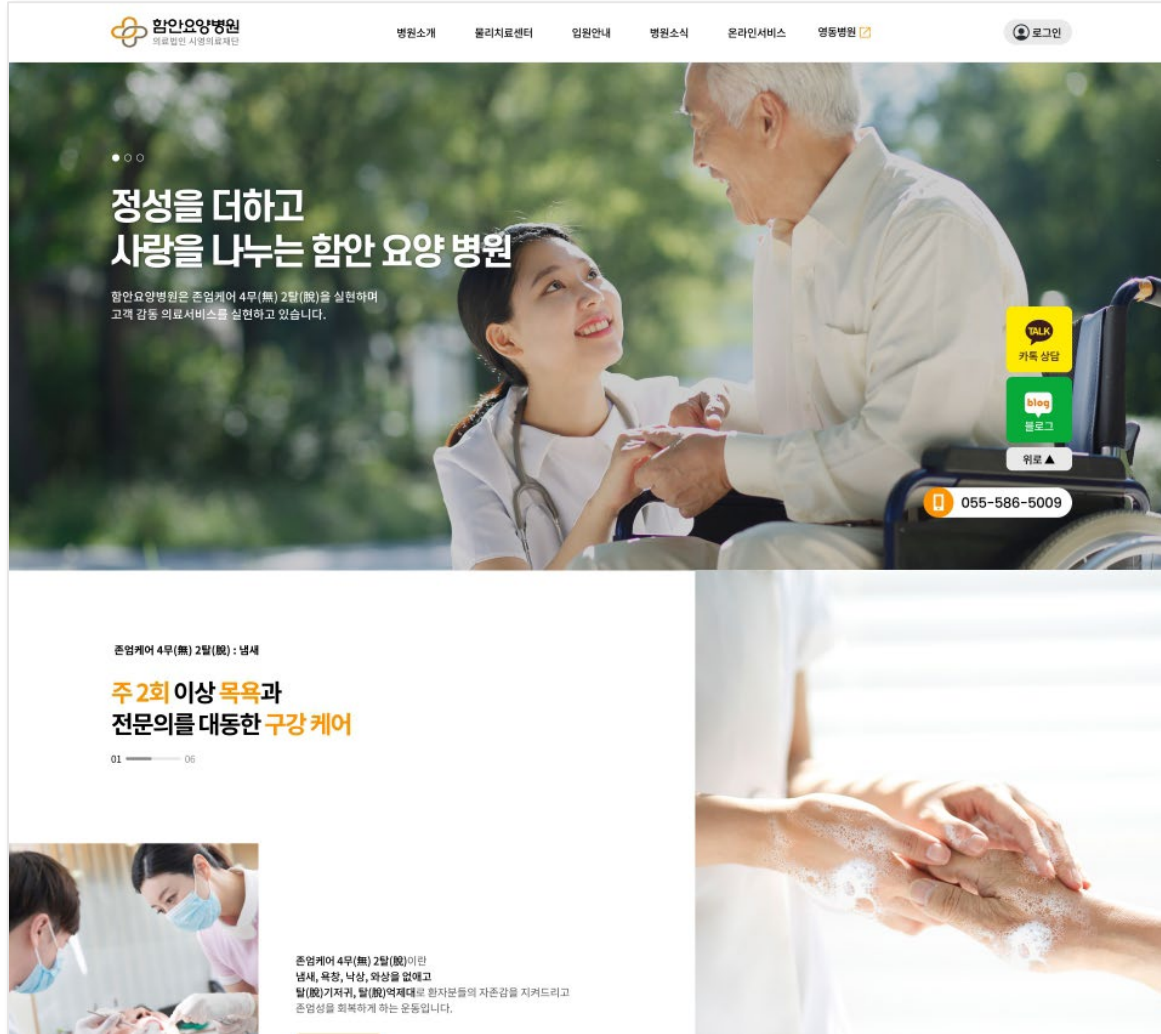 함안요양병원
의료법인 시영의료재단
병원소개
물리치료센터
입원안내
병원소식
온라인서비스
영동병원
로그인
정성을 더하고
사랑을 나누는 함안 요양 병원
함안요양병원은 존엄케어 4무(無) 2탈(脫)을 실현하며
고객 감동 의료서비스를 실현하고 있습니다.
TALK
카톡 상담
blog
블로그
위로 ▲
055-586-5009
존엄케어 4무(無) 2탈(脫) : 냄새
주 2회 이상 목욕과
전문의를 대동한 구강 케어
01
06
존엄케어 4무(無) 2탈(脫)이란
냄새, 욕창, 낙상, 와상을 없애고
탈(脫)기저귀, 탈(脫)억제대로 환자분들의 자존감을 지켜드리고
존엄성을 회복하게 하는 운동입니다.